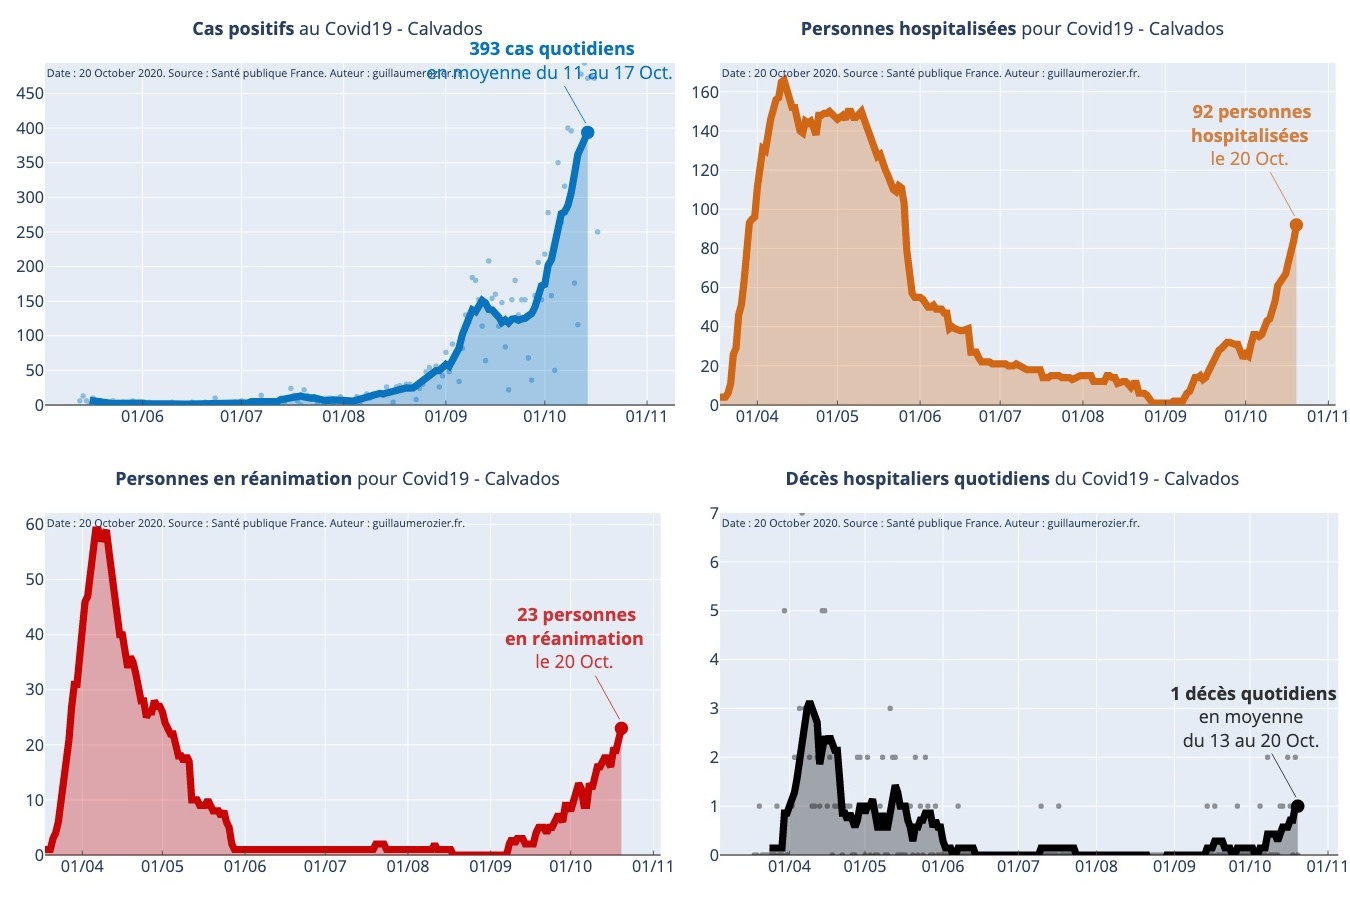 Cas positifs au Covid19 - Calvados
393 cas quotidiens
en moyenne du 11 au 17 Oct.
Date : 20 October 2020. Source : Santé publique France. Auteur : guillaumerozier.fr.
450
400
350
300
250
200
150
100
50
0
01/06 01/07 01/08 01/09 01/10 01/11
Personnes hospitalisées pour Covid19 - Calvados
Date : 20 October 2020. Source : Santé publique France. Auteur : guillaumerozier.fr.
92 personnes
hospitalisées
le 20 Oct.
160
140
120
100
80
60
40
20
0
01/04 01/05 01/06 01/07 01/08 01/09 01/10 01/11
Personnes en réanimation pour Covid19 - Calvados
Date : 20 October 2020. Source : Santé publique France. Auteur : guillaumerozier.fr.
23 personnes
en réanimation
le 20 Oct.
60
50
40
30
20
10
0
01/04 01/05 01/06 01/07 01/08 01/09 01/10 01/11
Décès hospitaliers quotidiens du Covid19 - Calvados
Date : 20 October 2020. Source : Santé publique France. Auteur : guillaumerozier.fr.
1 décès quotidiens
en moyenne
du 13 au 20 Oct.
7
6
5
4
3
2
1
0
01/04 01/05 01/06 01/07 01/08 01/09 01/10 01/11